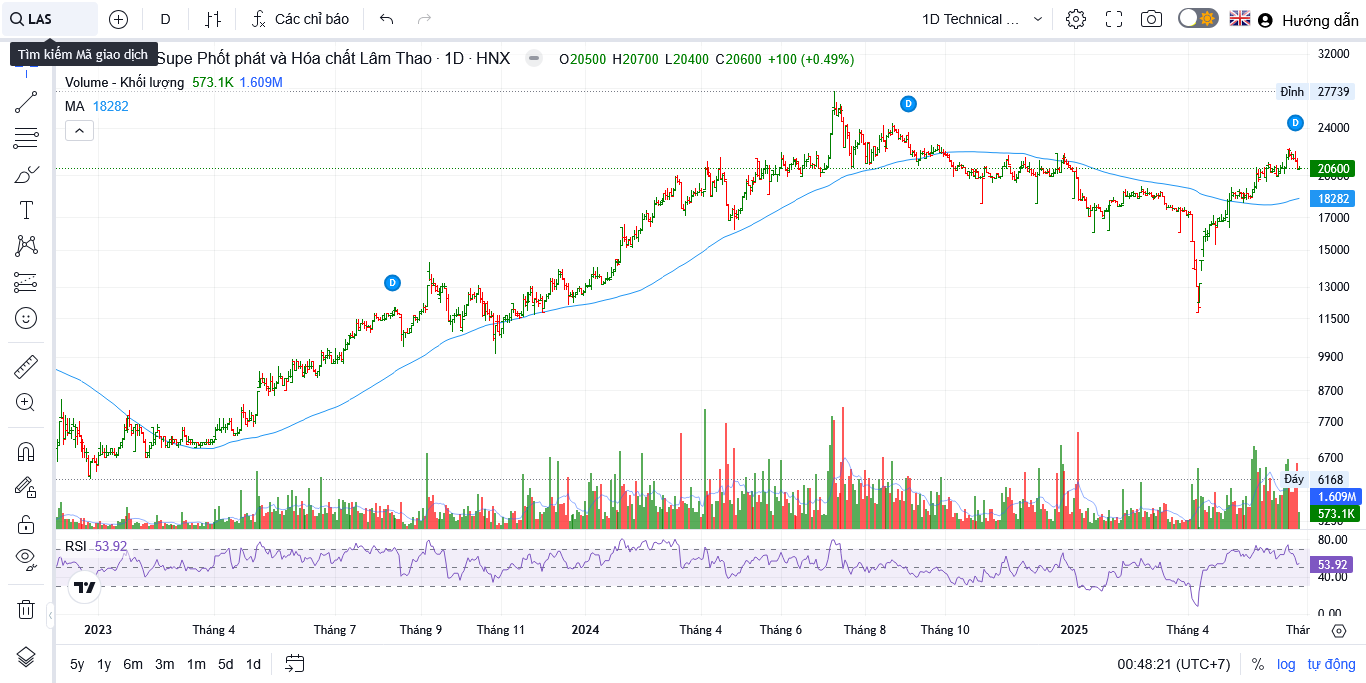 LAS
D
Các chỉ báo
1D Technical ...
Hướng dẫn
Tìm kiếm Mã giao dịch
Supe Phốt phát và Hóa chất Lâm Thao · 1D · HNX
O20500 H20700 L20400 C20600 +100 (+0.49%)
Volume - Khối lượng 573.1K 1.609M
MA 18282
32000
Đỉnh 27739
24000
20600
18282
17000
15000
13000
11500
9900
8700
7700
6700
Đáy 6168
1.609M
573.1K
D
D
D
RSI 53.92
80.00
53.92
40.00
0.00
2023
Tháng 4
Tháng 7
Tháng 9
Tháng 11
2024
Tháng 4
Tháng 6
Tháng 8
Tháng 10
2025
Tháng 4
Thár
5y 1y 6m 3m 1m 5d 1d
00:48:21 (UTC+7)
% log tự động